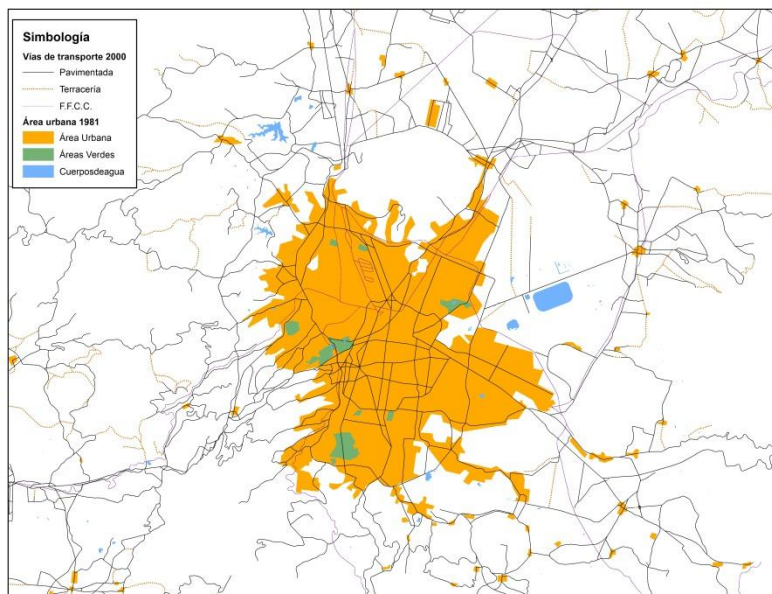 Simbología
Vías de transporte 2000
Pavimentada
Terracería
F.F.C.C.
Área urbana 1981
Área Urbana
Áreas Verdes
Cuerposdeagua